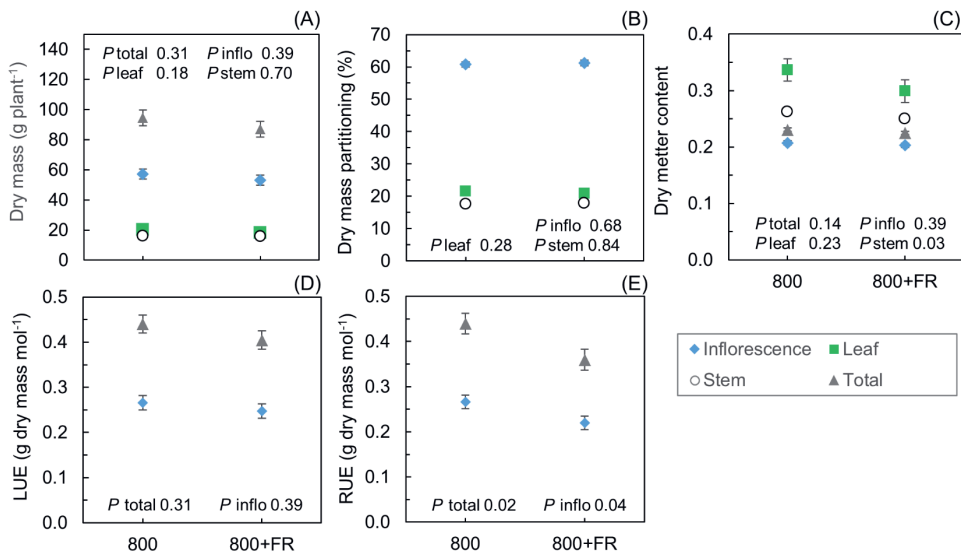 (A)
Dry mass (g plant⁻¹)
140
120
100
80
60
40
20
0
P total 0.31 P inflo 0.39
P leaf 0.18 P stem 0.70
(B)
Dry mass partitioning (%)
70
60
50
40
30
20
10
0
P inflo 0.68
P leaf 0.28 P stem 0.84
(C)
Dry metter content
0.4
0.3
0.2
0.1
0.0
P total 0.14 P inflo 0.39
P leaf 0.23 P stem 0.03
800 800+FR
(D)
LUE (g dry mass mol⁻¹)
0.5
0.4
0.3
0.2
0.1
0.0
P total 0.31 P inflo 0.39
800 800+FR
(E)
RUE (g dry mass mol⁻¹)
0.5
0.4
0.3
0.2
0.1
0.0
P total 0.02 P inflo 0.04
800 800+FR
Inflorescence Leaf
Stem Total